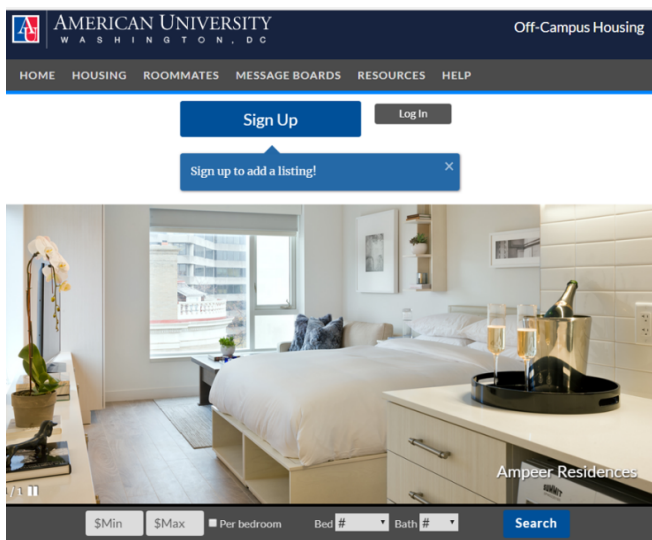 AMERICAN UNIVERSITY
WASHINGTON, DC
Off-Campus Housing
HOME HOUSING ROOMMATES MESSAGE BOARDS RESOURCES HELP
Sign Up
Log In
Sign up to add a listing!
Ampeer Residences
/ 1
$Min $Max Per bedroom Bed # Bath # Search